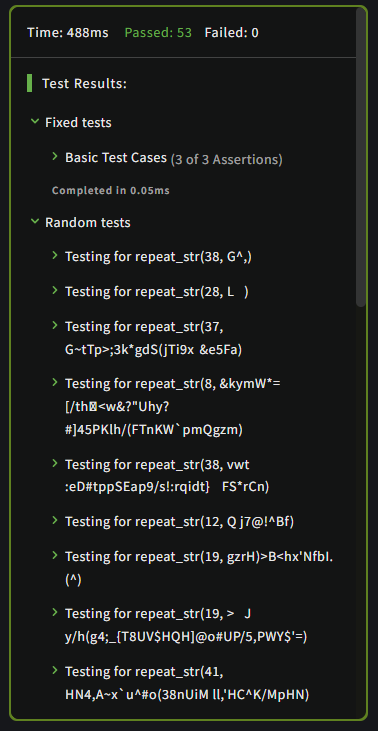 Time: 488ms Passed: 53 Failed: 0
Test Results:
Fixed tests
Basic Test Cases (3 of 3 Assertions)
Completed in 0.05ms
Random tests
Testing for repeat_str(38, G^,)
Testing for repeat_str(28, L   )
Testing for repeat_str(37,
G~tTp>;3k*gdS(jTi9x &e5Fa)
Testing for repeat_str(8, &kymW*=
[/th�<w&?"Uhy?
#]45PKlh/(FTnKW`pmQgzm)
Testing for repeat_str(38, vwt
:eD#tppSEap9/s!:rqidt}   FS*rCn)
Testing for repeat_str(12, Q j7@!^Bf)
Testing for repeat_str(19, gzrH)>B<hx'NfbI.
(^)
Testing for repeat_str(19, >   J
y/h(g4;_{T8UV$HQH]@o#UP/5,PWY$'=)
Testing for repeat_str(41,
HN4,A~x`u^#o(38nUiM ll,'HC^K/MpHN)